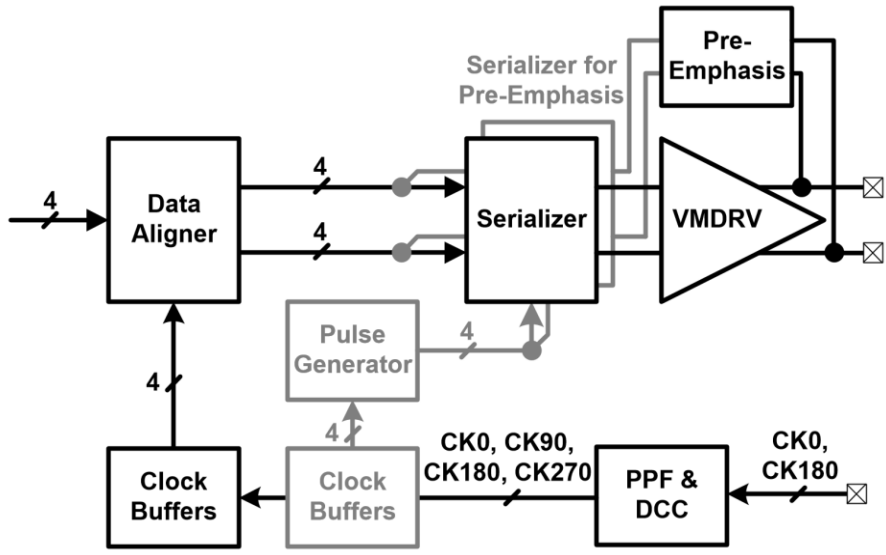 Pre-
Emphasis
Serializer for
Pre-Emphasis
4
Data
Aligner
4
4
Serializer
VMDRV
4
Pulse
Generator
4
4
4
Clock
Buffers
Clock
Buffers
CK0, CK90,
CK180, CK270
PPF &
DCC
CK0,
CK180